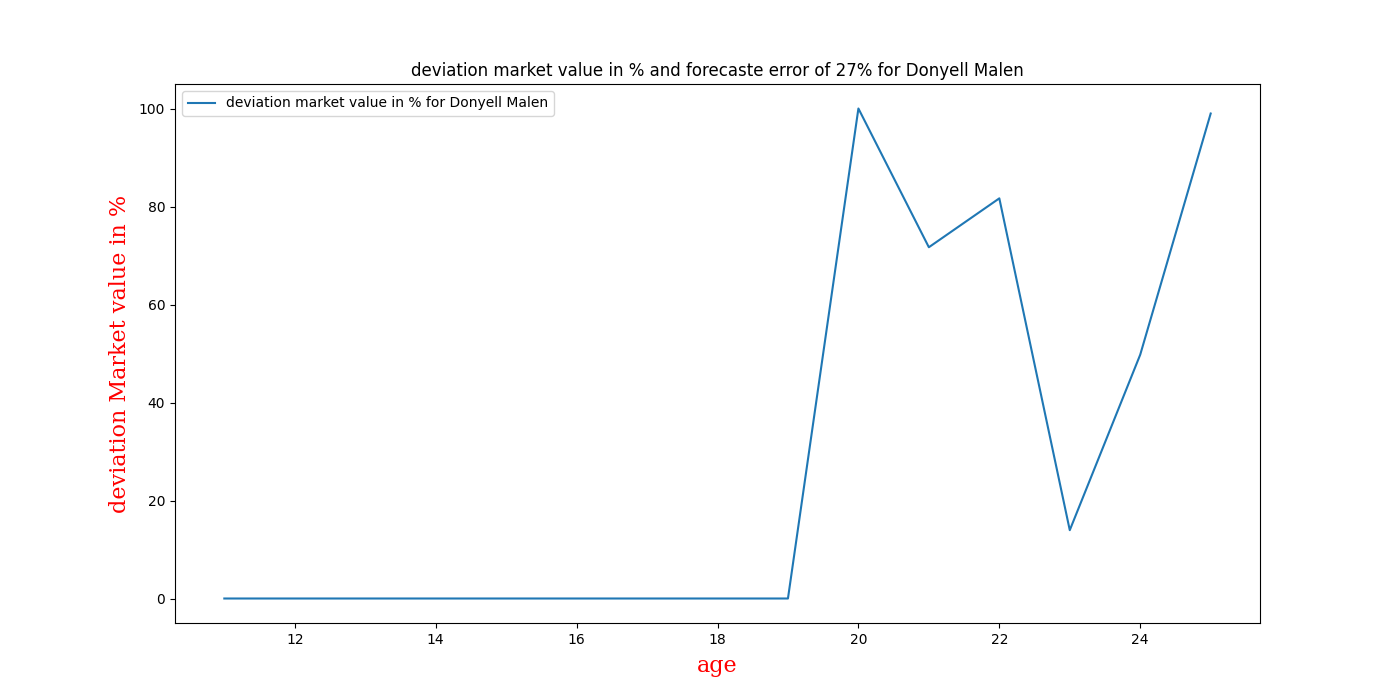 deviation market value in % and forecaste error of 27% for Donyell Malen
deviation market value in % for Donyell Malen
deviation Market value in %
100
80
60
40
20
0
12 14 16 18 20 22 24
age